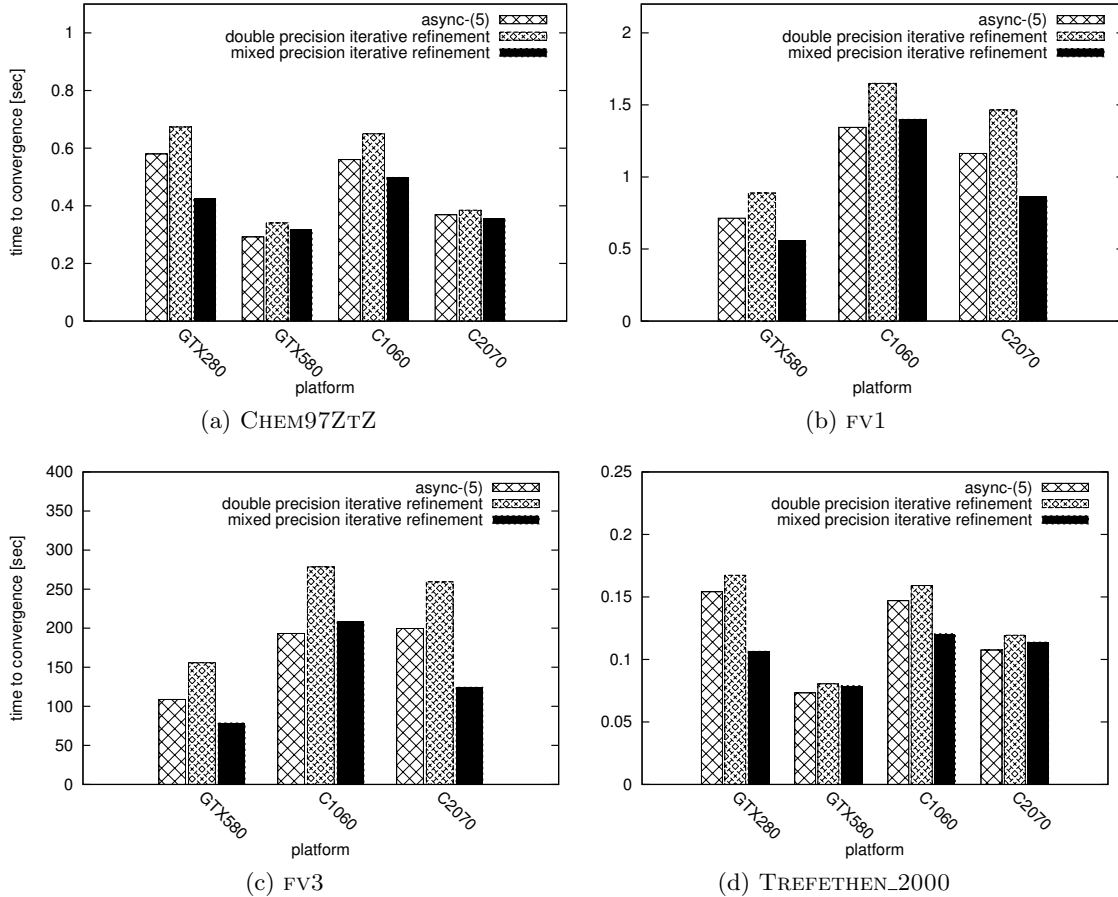 time to convergence [sec]
1
0.8
0.6
0.4
0.2
0
async-(5)
double precision iterative refinement
mixed precision iterative refinement
GTX280
GTX580
C1060
C2070
platform
(a) CHEM97ZTZ
2
1.5
1
0.5
0
async-(5)
double precision iterative refinement
mixed precision iterative refinement
GTX580
C1060
C2070
platform
(b) FV1
time to convergence [sec]
400
350
300
250
200
150
100
50
0
async-(5)
double precision iterative refinement
mixed precision iterative refinement
GTX580
C1060
C2070
platform
(c) FV3
0.25
0.2
0.15
0.1
0.05
0
async-(5)
double precision iterative refinement
mixed precision iterative refinement
GTX280
GTX580
C1060
C2070
platform
(d) TREFETHEN_2000